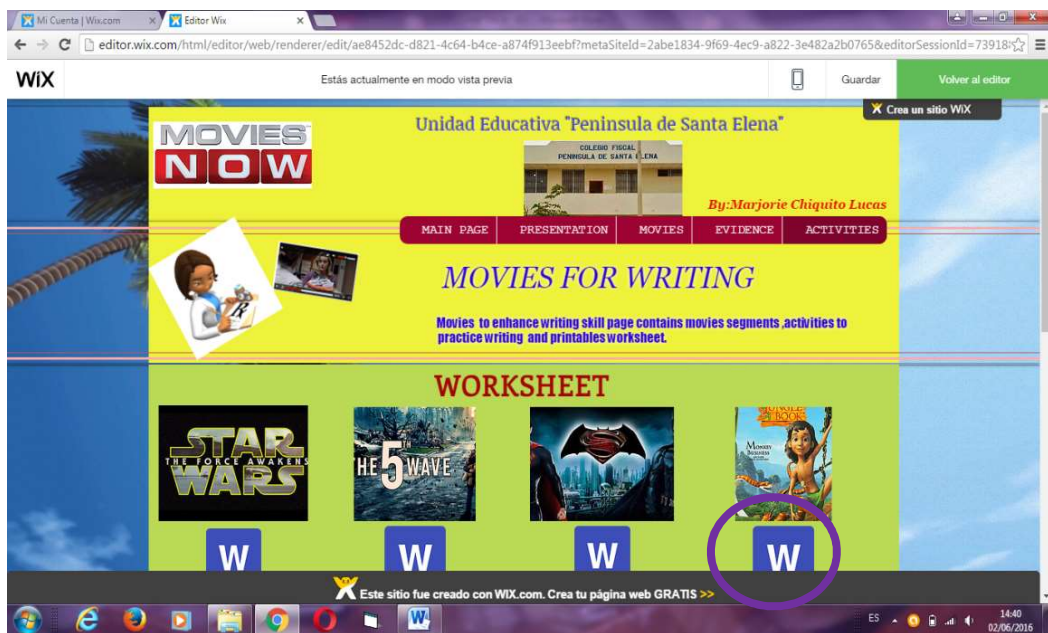 Mi Cuenta | Wix.com
Editor Wix
editor.wix.com/html/editor/web/renderer/edit/ae8452dc-d821-4c64-b4ce-a874f913eebf?metaSiteId=2abe1834-9f69-4ec9-a822-3e482a2b0765&editorSessionId=73918
WiX
Estás actualmente en modo vista previa
Guardar
Volver al editor
Crea un sitio WiX
MOVIES
NOW
Unidad Educativa "Peninsula de Santa Elena"
COLEGIO FISCAL
PENINSULA DE SANTA ELENA
By:Marjorie Chiquito Lucas
MAIN PAGE PRESENTATION MOVIES EVIDENCE ACTIVITIES
MOVIES FOR WRITING
Movies to enhance writing skill page contains movies segments ,activities to
practice writing and printables worksheet.
WORKSHEET
STAR
THE FORCE AWAKENS
WARS
HE 5TH WAVE
JUNGLE
BOOK
W W W W
Este sitio fue creado con WIX.com. Crea tu página web GRATIS >>
ES
14:40
02/06/2016